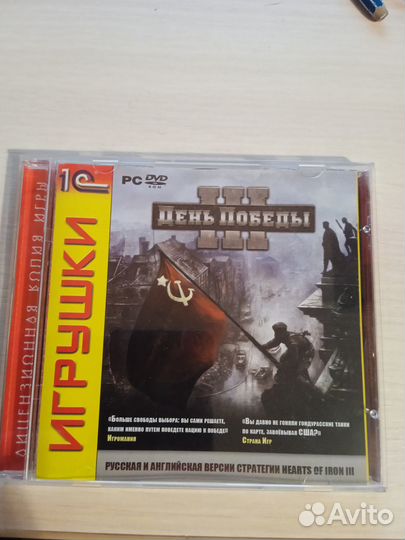 1С
PC DVD
ROM
ИГРУШКИ
ЛИЦЕНЗИОННАЯ КОПИЯ ИГРЫ
III
ДЕНЬ ПОБЕДЫ
«БОЛЬШЕ СВОБОДЫ ВЫБОРА: ВЫ САМИ РЕШАЕТЕ,
КАКИМ ИМЕННО ПУТЕМ ПОВЕДЕТЕ НАЦИЮ К ПОБЕДЕ»
ИГРОМАНИЯ
«ВЫ ДАВНО НЕ ГОНЯЛИ ГОНДУРАССКИЕ ТАНКИ
ПО КАРТЕ, ЗАВОЁВЫВАЯ США?»
СТРАНА ИГР
РУССКАЯ И АНГЛИЙСКАЯ ВЕРСИИ СТРАТЕГИИ HEARTS OF IRON III
Avito